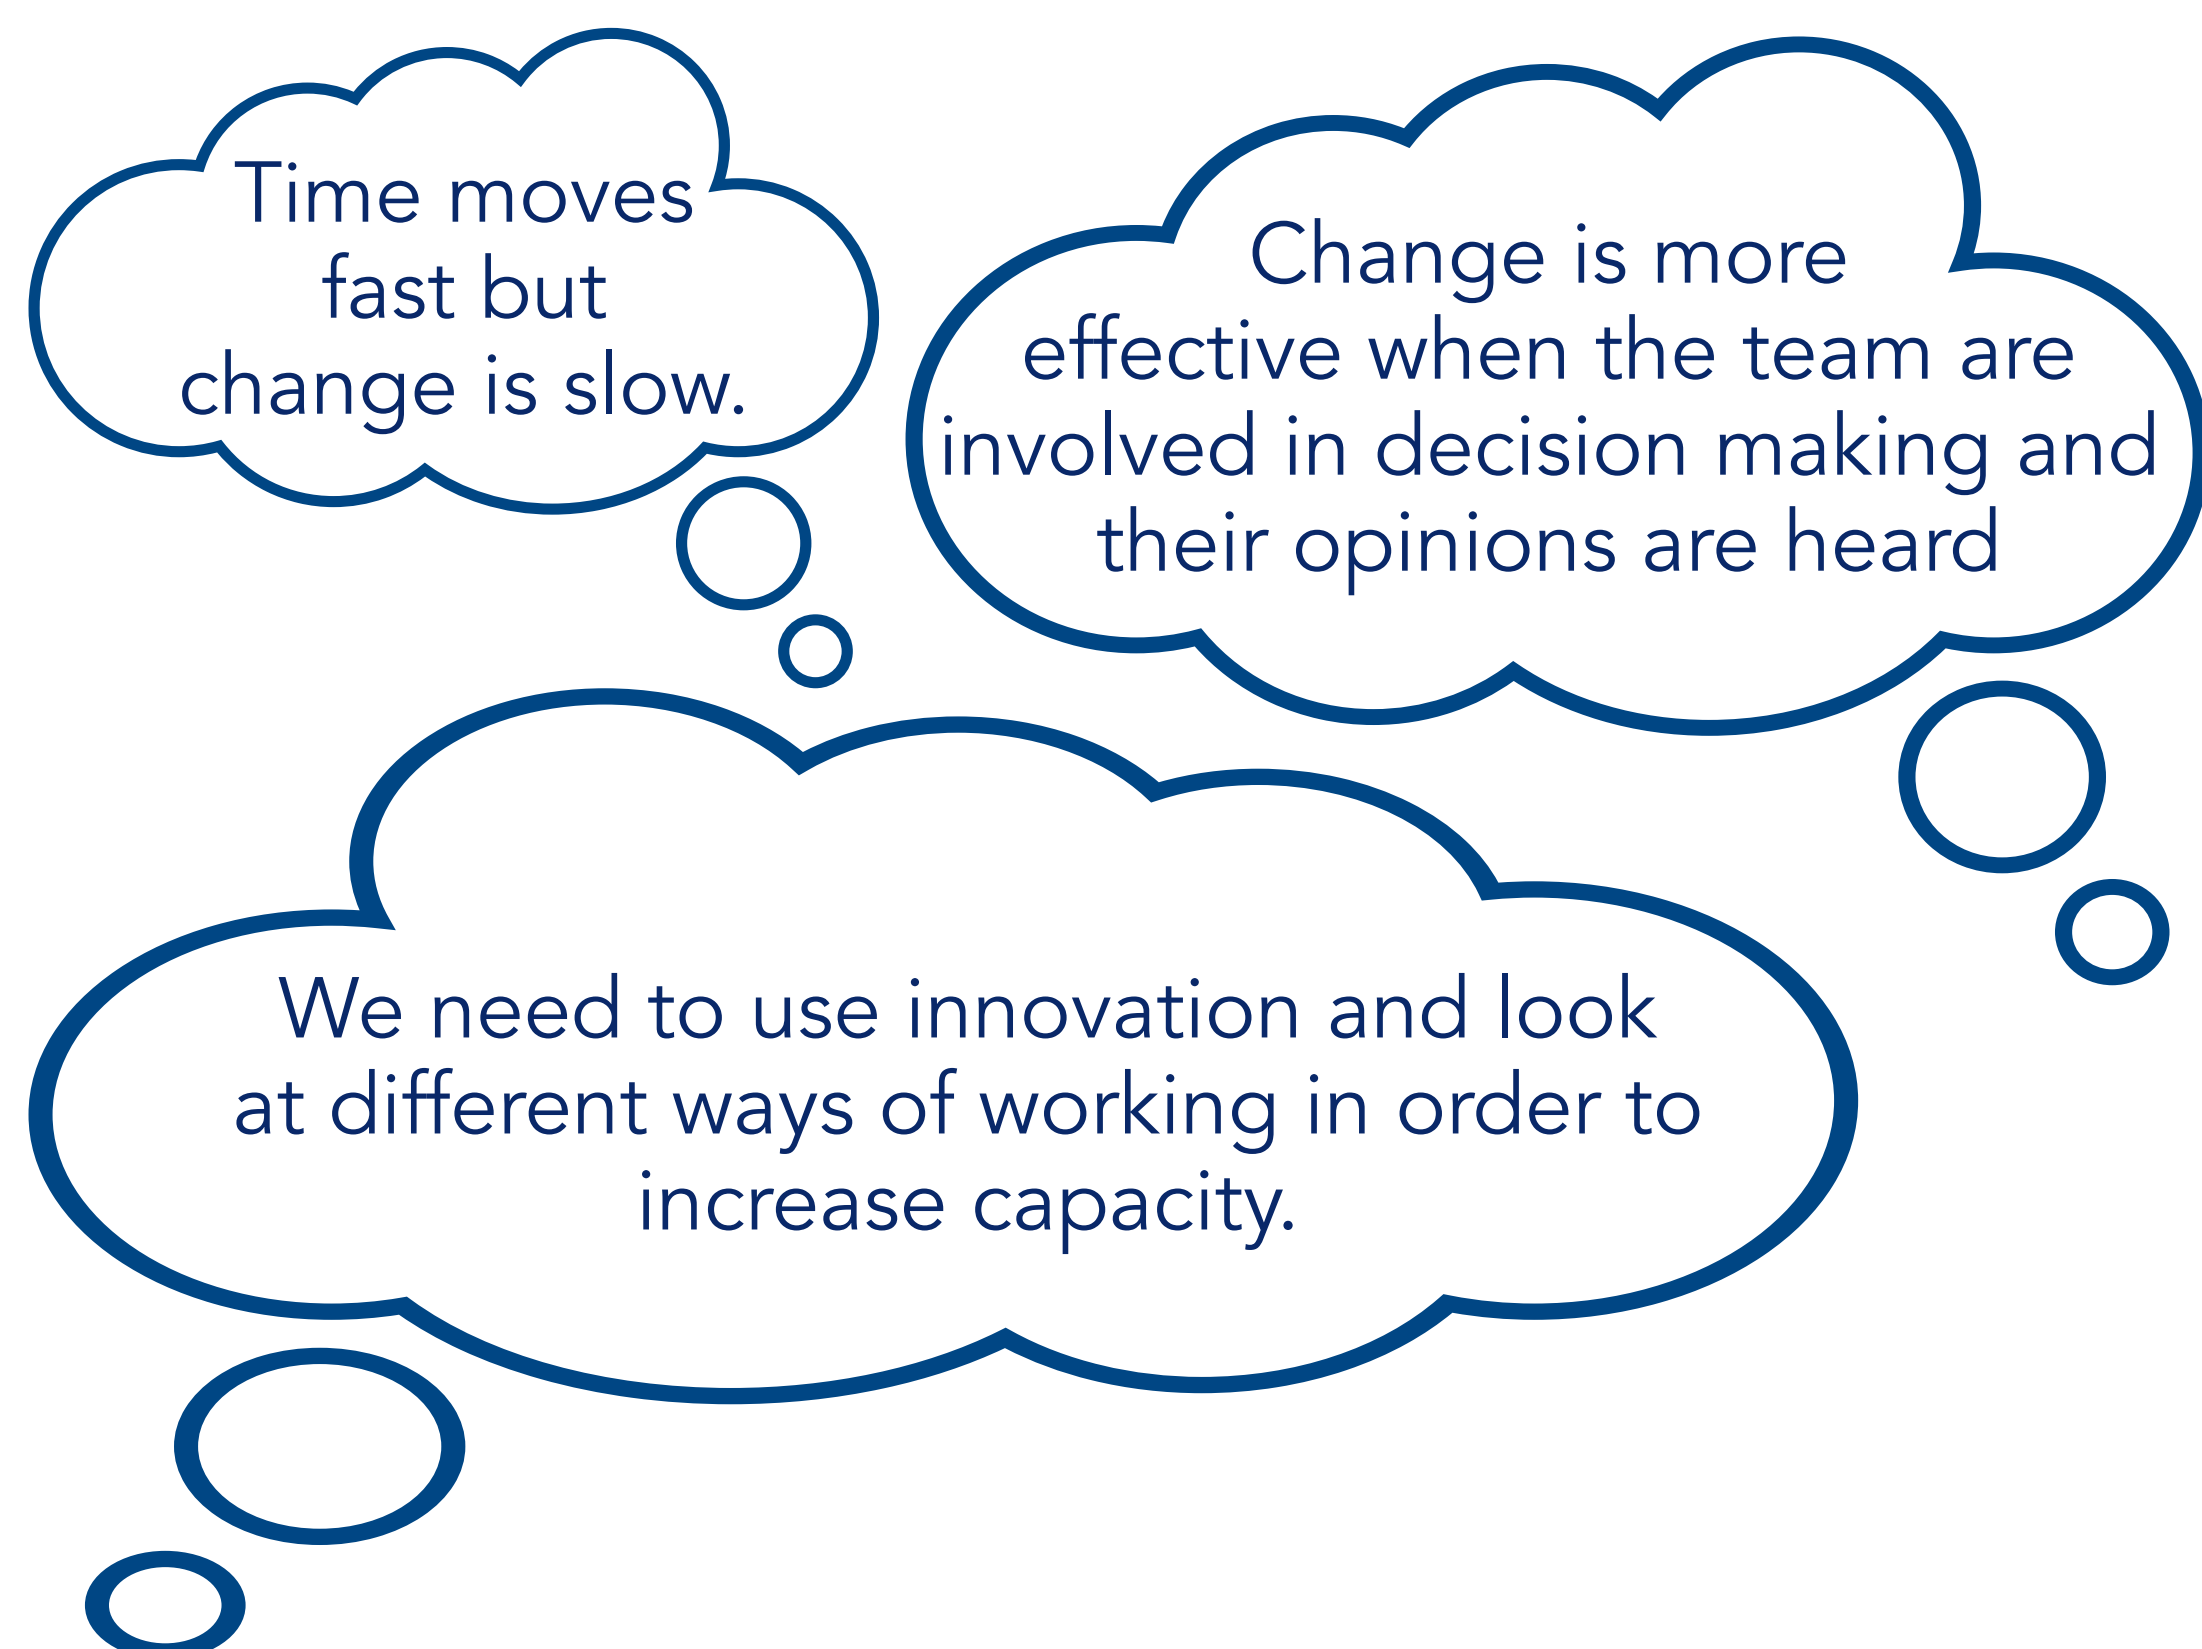 Time moves
fast but
change is slow.
Change is more
effective when the team are
involved in decision making and
their opinions are heard
We need to use innovation and look
at different ways of working in order to
increase capacity.